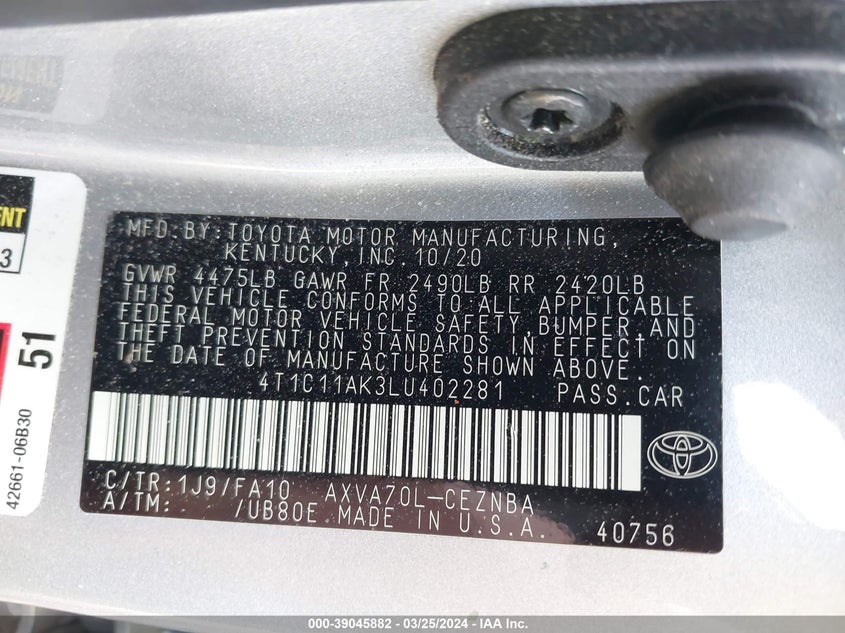 ENT
3
51
42661-06B30
MFD.BY:TOYOTA MOTOR MANUFACTURING,
KENTUCKY,INC.10/20
GVWR 4475LB GAWR FR 2490LB RR 2420LB
THIS VEHICLE CONFORMS TO ALL APPLICABLE
FEDERAL MOTOR VEHICLE SAFETY,BUMPER,AND
THEFT PREVENTION STANDARDS IN EFFECT ON
THE DATE OF MANUFACTURE SHOWN ABOVE.
4T1C11AK3LU402281 PASS.CAR
C/TR:1J9/FA10 AXVA70L-CEZNBA
A/TM: /UB80E MADE IN U.S.A. 40756
000-39045882 - 03/25/2024 - IAA Inc.